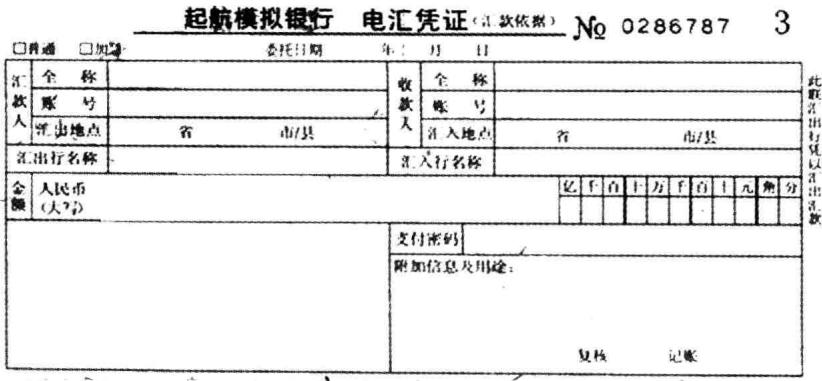 起航模拟银行 电汇凭证(汇款依据) № 0286787 3
□普通 □加急 委托日期 年 月 日
汇款人 全称 收款人 全称
账号 账号
汇出地点 省 市/县 汇入地点 省 市/县
汇出行名称 汇入行名称
金额 人民币(大写) 亿 千 百 十 万 千 百 十 元 角 分
支付密码
附加信息及用途：
复核 记账
此联汇出行凭以汇出汇款